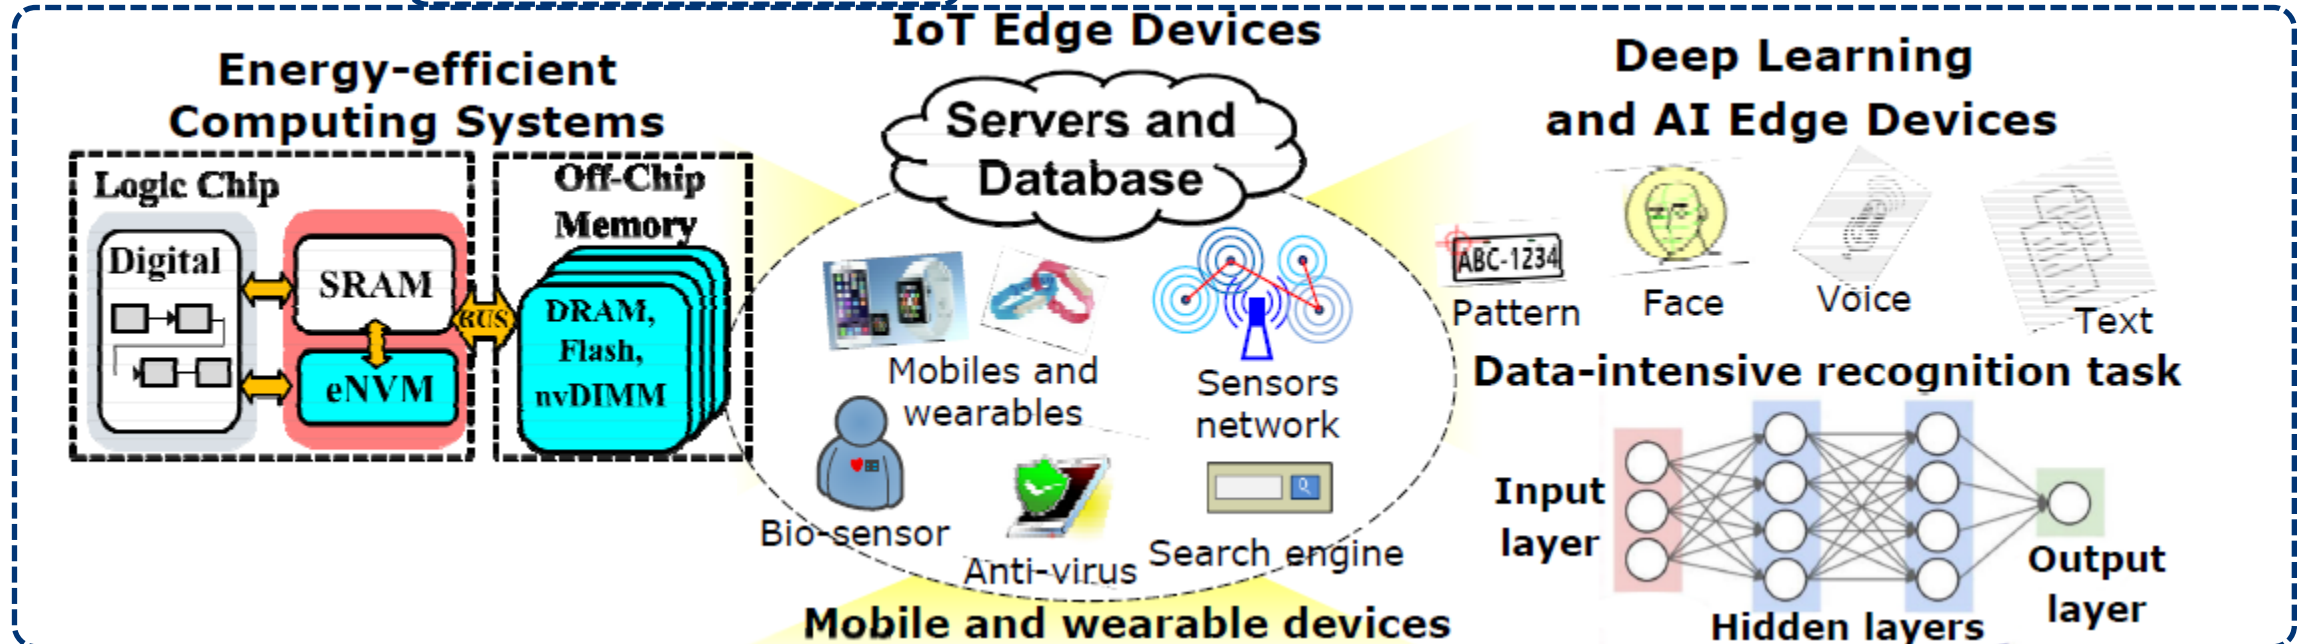 Energy-efficient
Computing Systems
Logic Chip
Digital
SRAM
eNVM
BUS
Off-Chip
Memory
DRAM,
Flash,
nvDIMM
IoT Edge Devices
Servers and
Database
Mobiles and
wearables
Sensors
network
Bio-sensor
Anti-virus
Search engine
Mobile and wearable devices
Deep Learning
and AI Edge Devices
ABC-1234
Pattern
Face
Voice
Text
Data-intensive recognition task
Input
layer
Hidden layers
Output
layer